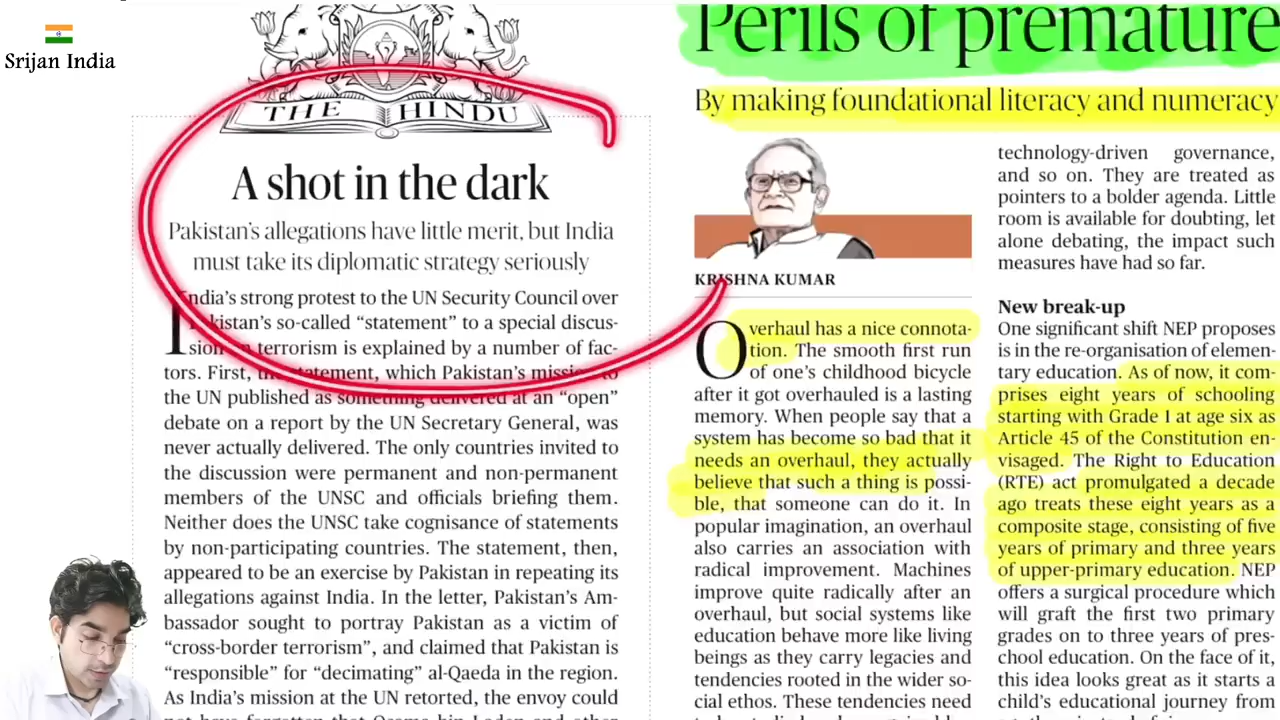 Srijan India
THE HINDU
A shot in the dark
Pakistan's allegations have little merit, but India
must take its diplomatic strategy seriously
India's strong protest to the UN Security Council over
Pakistan's so-called “statement” to a special discus-
sion on terrorism is explained by a number of fac-
tors. First, the statement, which Pakistan's mission to
the UN published as something delivered at an “open”
debate on a report by the UN Secretary General, was
never actually delivered. The only countries invited to
the discussion were permanent and non-permanent
members of the UNSC and officials briefing them.
Neither does the UNSC take cognisance of statements
by non-participating countries. The statement, then,
appeared to be an exercise by Pakistan in repeating its
allegations against India. In the letter, Pakistan's Am-
bassador sought to portray Pakistan as a victim of
“cross-border terrorism”, and claimed that Pakistan is
“responsible” for “decimating” al-Qaeda in the region.
As India's mission at the UN retorted, the envoy could
not have forgotten that Osama bin Laden and other
Perils of premature
By making foundational literacy and numeracy
KRISHNA KUMAR
Overhaul has a nice connota-
tion. The smooth first run
of one's childhood bicycle
after it got overhauled is a lasting
memory. When people say that a
system has become so bad that it
needs an overhaul, they actually
believe that such a thing is possi-
ble, that someone can do it. In
popular imagination, an overhaul
also carries an association with
radical improvement. Machines
improve quite radically after an
overhaul, but social systems like
education behave more like living
beings as they carry legacies and
tendencies rooted in the wider so-
cial ethos. These tendencies need
technology-driven governance,
and so on. They are treated as
pointers to a bolder agenda. Little
room is available for doubting, let
alone debating, the impact such
measures have had so far.
New break-up
One significant shift NEP proposes
is in the re-organisation of elemen-
tary education. As of now, it com-
prises eight years of schooling
starting with Grade I at age six as
Article 45 of the Constitution en-
visaged. The Right to Education
(RTE) act promulgated a decade
ago treats these eight years as a
composite stage, consisting of five
years of primary and three years
of upper-primary education. NEP
offers a surgical procedure which
will graft the first two primary
grades on to three years of pres-
chool education. On the face of it,
this idea looks great as it starts a
child's educational journey from